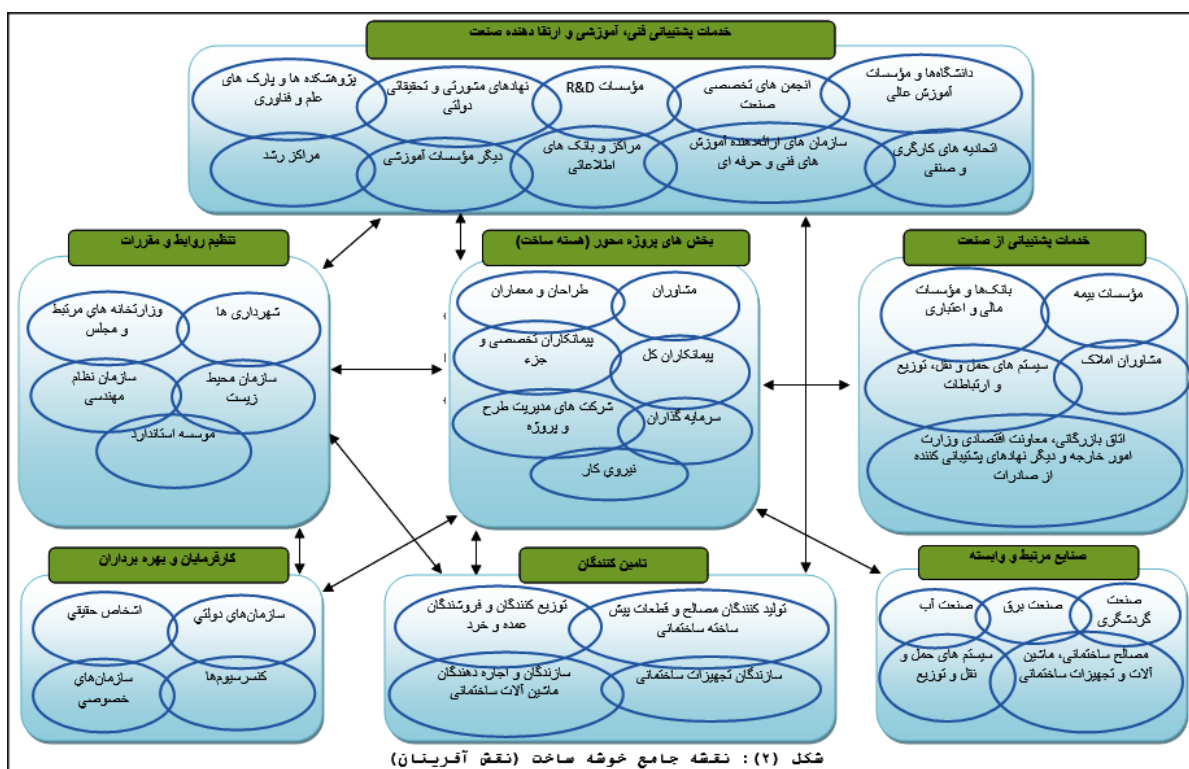 خدمات پشتیبانی فنی، آموزشی و ارتقا دهنده صنعت
دانشگاه‌ها و مؤسسات
آموزش عالی
انجمن های تخصصی
صنعت
مؤسسات R&D
نهادهای مشورتی و تحقیقاتی
دولتی
پژوهشکده ها و پارک های
علم و فناوری
اتحادیه های کارگری
و صنفی
سازمان های ارائه‌دهنده آموزش
های فنی و حرفه ای
مراکز و بانک های
اطلاعاتی
دیگر مؤسسات آموزشی
مراکز رشد
خدمات پشتیبانی از صنعت
مؤسسات بیمه
بانک‌ها و مؤسسات
مالی و اعتباری
مشاوران املاک
سیستم های حمل و نقل، توزیع
و ارتباطات
اتاق بازرگانی، معاونت اقتصادی وزارت
امور خارجه و دیگر نهادهای پشتیبانی کننده
از صادرات
بخش های پروژه محور (هسته ساخت)
مشاوران
طراحان و معماران
پیمانکاران کل
پیمانکاران تخصصی و
جزء
سرمایه گذاران
شرکت های مدیریت طرح
و پروژه
نیروي کار
تنظیم روابط و مقررات
شهرداری ها
وزارتخانه های مرتبط
و مجلس
سازمان محیط
زیست
سازمان نظام
مهندسی
موسسه استاندارد
صنایع مرتبط و وابسته
صنعت
گردشگری
صنعت برق
صنعت آب
مصالح ساختمانی، ماشین
آلات و تجهیزات ساختمانی
سیستم های حمل و
نقل و توزیع
تامین کنندگان
تولید کنندگان مصالح و قطعات پیش
ساخته ساختمانی
توزیع کنندگان و فروشندگان
عمده و خرد
سازندگان تجهیزات ساختمانی
سازندگان و اجاره دهندگان
ماشین آلات ساختمانی
کارفرمایان و بهره برداران
سازمان‌های دولتي
اشخاص حقيقي
کنسرسیوم‌ها
سازمان‌هاي
خصوصي
شکل (۲): نقشه جامع خوشه ساخت (نقش آفرینان)